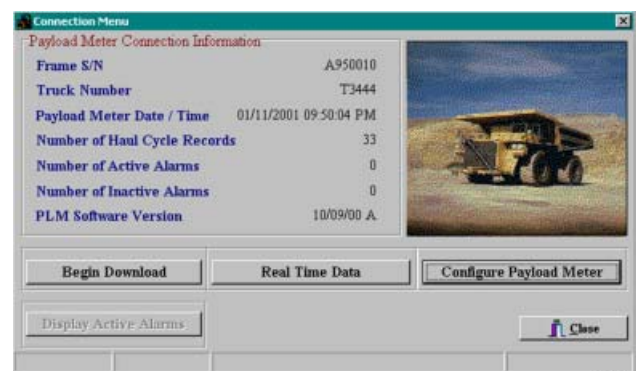 Connection Menu
Payload Meter Connection Information
Frame S/N A950010
Truck Number T3444
Payload Meter Date / Time 01/11/2001 09:50:04 PM
Number of Haul Cycle Records 33
Number of Active Alarms 0
Number of Inactive Alarms 0
PLM Software Version 10/09/00 A
Begin Download Real Time Data Configure Payload Meter
Display Active Alarms Close